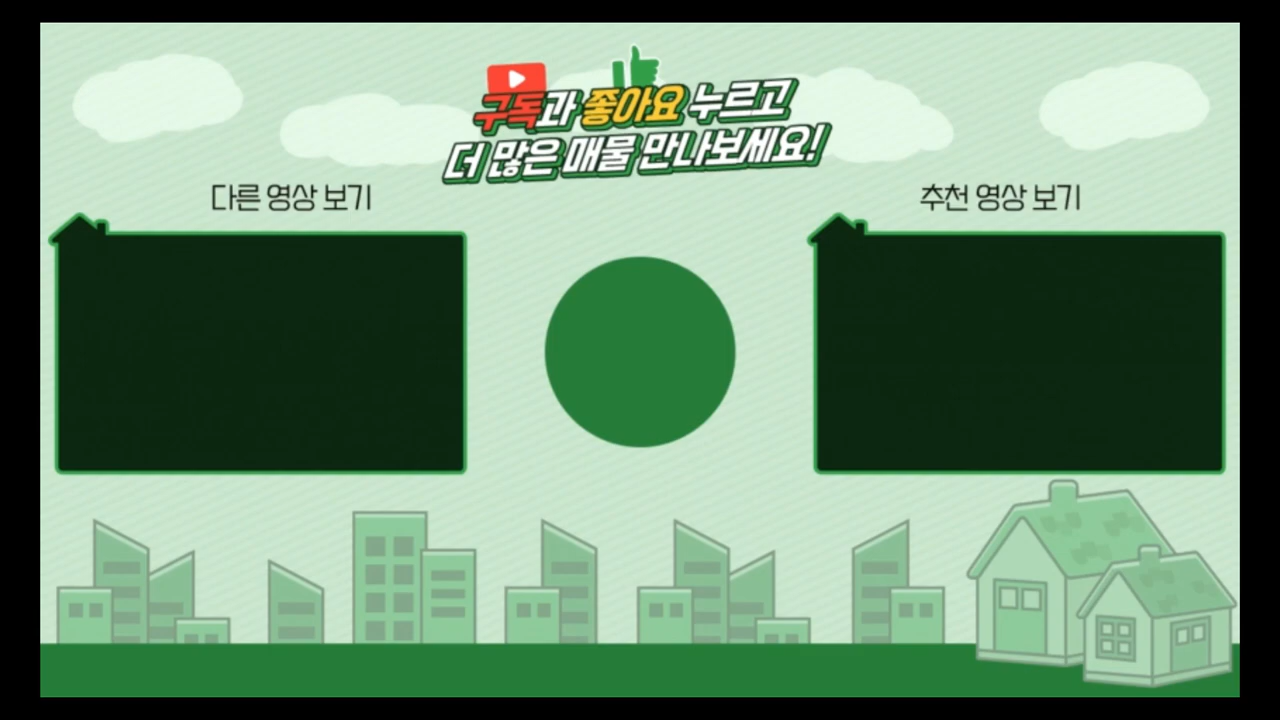 구독과 좋아요 누르고
더 많은 매물 만나보세요!
다른 영상 보기
추천 영상 보기